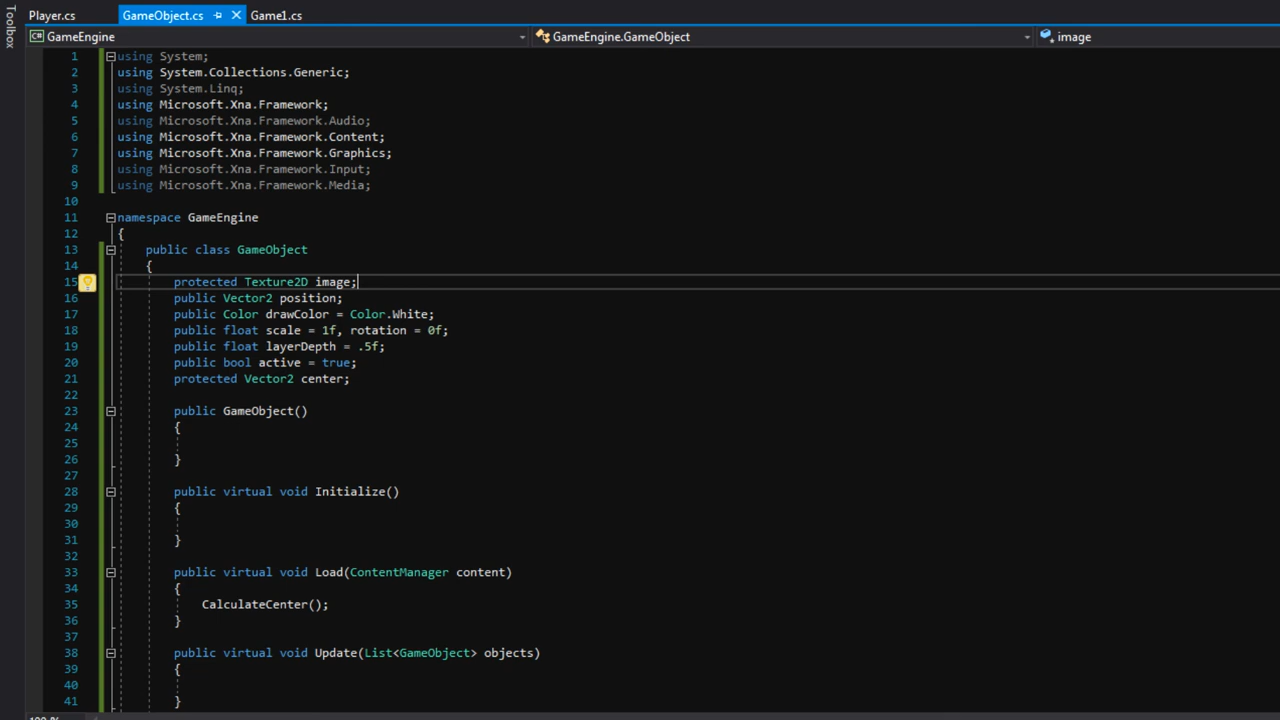 Toolbox
Player.cs GameObject.cs Game1.cs
C# GameEngine GameEngine.GameObject image
1 using System;
2 using System.Collections.Generic;
3 using System.Linq;
4 using Microsoft.Xna.Framework;
5 using Microsoft.Xna.Framework.Audio;
6 using Microsoft.Xna.Framework.Content;
7 using Microsoft.Xna.Framework.Graphics;
8 using Microsoft.Xna.Framework.Input;
9 using Microsoft.Xna.Framework.Media;
10
11 namespace GameEngine
12 {
13 public class GameObject
14 {
15 protected Texture2D image;
16 public Vector2 position;
17 public Color drawColor = Color.White;
18 public float scale = 1f, rotation = 0f;
19 public float layerDepth = .5f;
20 public bool active = true;
21 protected Vector2 center;
22
23 public GameObject()
24 {
25
26 }
27
28 public virtual void Initialize()
29 {
30
31 }
32
33 public virtual void Load(ContentManager content)
34 {
35 CalculateCenter();
36 }
37
38 public virtual void Update(List<GameObject> objects)
39 {
40
41 }